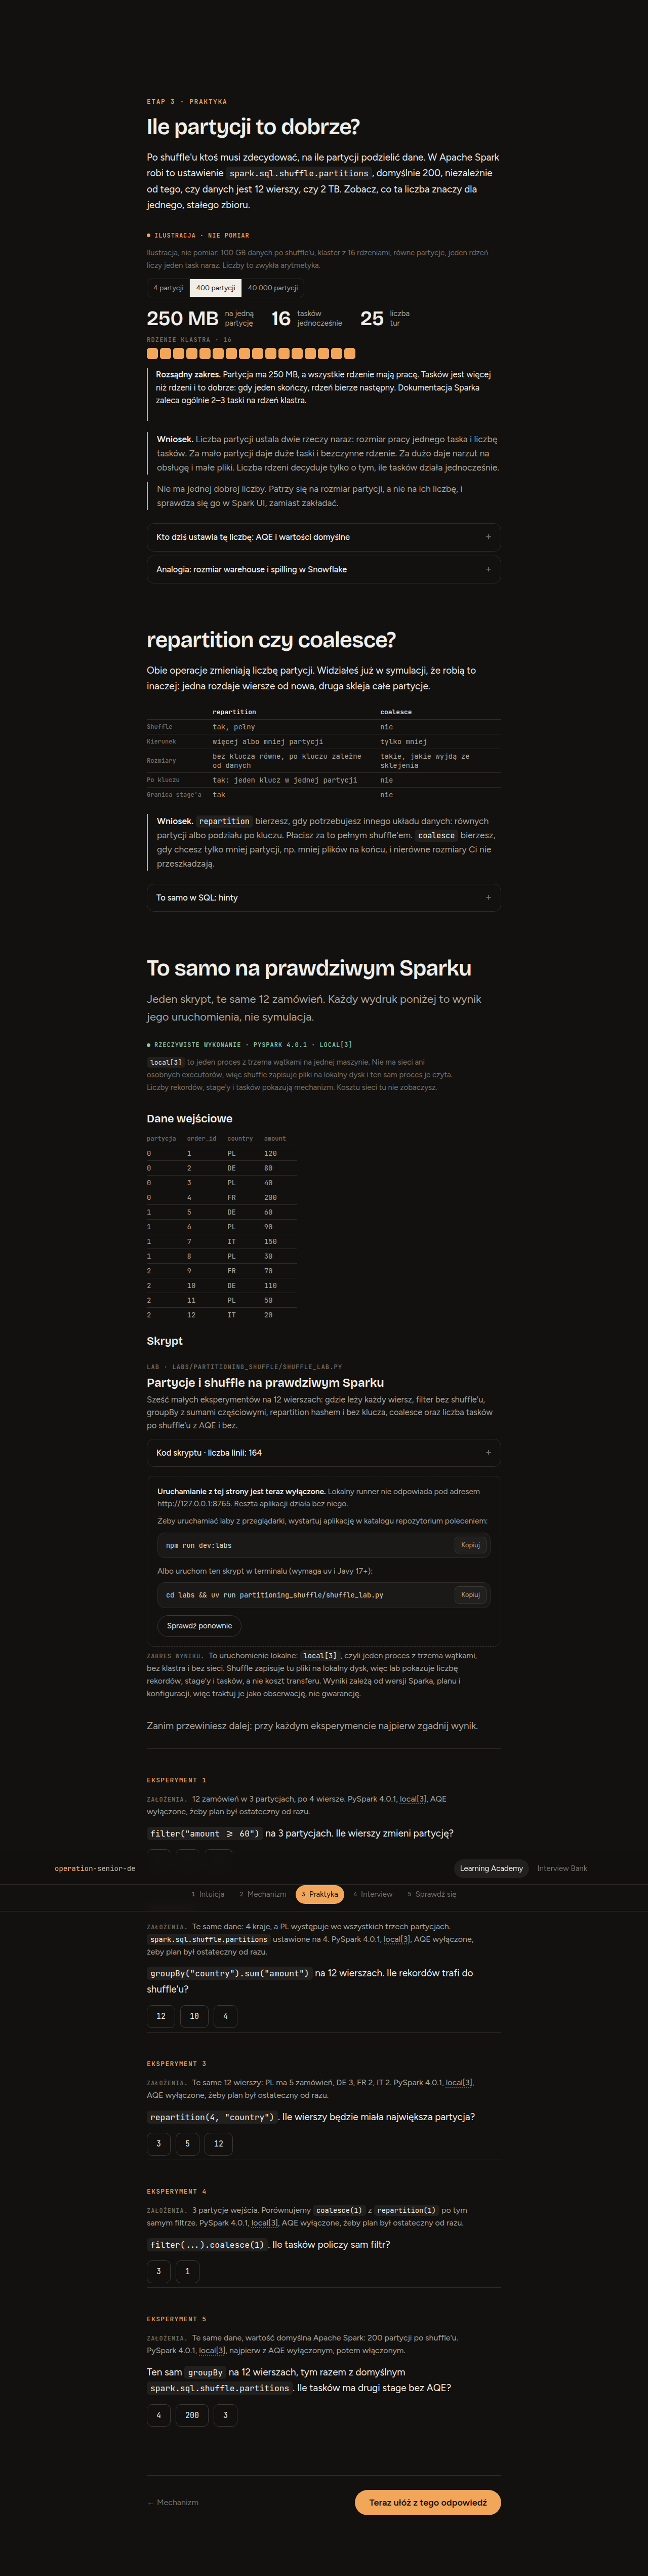 ETAP 3 · PRAKTYKA
Ile partycji to dobrze?
Po shuffle'u ktoś musi zdecydować, na ile partycji podzielić dane. W Apache Spark
robi to ustawienie spark.sql.shuffle.partitions, domyślnie 200, niezależnie
od tego, czy danych jest 12 wierszy, czy 2 TB. Zobacz, co ta liczba znaczy dla
jednego, stałego zbioru.
ILUSTRACJA · NIE POMIAR
Ilustracja, nie pomiar: 100 GB danych po shuffle'u, klaster z 16 rdzeniami, równe partycje, jeden rdzeń
liczy jeden task naraz. Liczby to zwykła arytmetyka.
4 partycji 400 partycji 40 000 partycji
250 MB na jedną partycję 16 tasków jednocześnie 25 liczba tur
RDZENIE KLASTRA · 16
Rozsądny zakres. Partycja ma 250 MB, a wszystkie rdzenie mają pracę. Tasków jest więcej
niż rdzeni i to dobrze: gdy jeden skończy, rdzeń bierze następny. Dokumentacja Sparka
zaleca ogólnie 2–3 taski na rdzeń klastra.
Wniosek. Liczba partycji ustala dwie rzeczy naraz: rozmiar pracy jednego taska i liczbę
tasków. Za mało partycji daje duże taski i bezczynne rdzenie. Za dużo daje narzut na
obsługę i małe pliki. Liczba rdzeni decyduje tylko o tym, ile tasków działa jednocześnie.
Nie ma jednej dobrej liczby. Patrzy się na rozmiar partycji, a nie na ich liczbę, i
sprawdza się go w Spark UI, zamiast zakładać.
Kto dziś ustawia tę liczbę: AQE i wartości domyślne +
Analogia: rozmiar warehouse i spilling w Snowflake +
repartition czy coalesce?
Obie operacje zmieniają liczbę partycji. Widziałeś już w symulacji, że robią to
inaczej: jedna rozdaje wiersze od nowa, druga skleja całe partycje.
repartition coalesce
Shuffle tak, pełny nie
Kierunek więcej albo mniej partycji tylko mniej
Rozmiary bez klucza równe, po kluczu zależne od danych takie, jakie wyjdą ze sklejenia
Po kluczu tak: jeden klucz w jednej partycji nie
Granica stage'a tak nie
Wniosek. repartition bierzesz, gdy potrzebujesz innego układu danych: równych
partycji albo podziału po kluczu. Płacisz za to pełnym shuffle'em. coalesce bierzesz,
gdy chcesz tylko mniej partycji, np. mniej plików na końcu, i nierówne rozmiary Ci nie
przeszkadzają.
To samo w SQL: hinty +
To samo na prawdziwym Sparku
Jeden skrypt, te same 12 zamówień. Każdy wydruk poniżej to wynik
jego uruchomienia, nie symulacja.
RZECZYWISTE WYKONANIE · PYSPARK 4.0.1 · LOCAL[3]
local[3] to jeden proces z trzema wątkami na jednej maszynie. Nie ma sieci ani
osobnych executorów, więc shuffle zapisuje pliki na lokalny dysk i ten sam proces je czyta.
Liczby rekordów, stage'y i tasków pokazują mechanizm. Kosztu sieci tu nie zobaczysz.
Dane wejściowe
partycja order_id country amount
0 1 PL 120
0 2 DE 80
0 3 PL 40
0 4 FR 200
1 5 DE 60
1 6 PL 90
1 7 IT 150
1 8 PL 30
2 9 FR 70
2 10 DE 110
2 11 PL 50
2 12 IT 20
Skrypt
LAB · LABS/PARTITIONING_SHUFFLE/SHUFFLE_LAB.PY
Partycje i shuffle na prawdziwym Sparku
Sześć małych eksperymentów na 12 wierszach: gdzie leży każdy wiersz, filter bez shuffle'u,
groupBy z sumami częściowymi, repartition hashem i bez klucza, coalesce oraz liczba tasków
po shuffle'u z AQE i bez.
Kod skryptu · liczba linii: 164 +
Uruchamianie z tej strony jest teraz wyłączone. Lokalny runner nie odpowiada pod adresem
http://127.0.0.1:8765. Reszta aplikacji działa bez niego.
Żeby uruchamiać laby z przeglądarki, wystartuj aplikację w katalogu repozytorium poleceniem:
npm run dev:labs Kopiuj
Albo uruchom ten skrypt w terminalu (wymaga uv i Javy 17+):
cd labs && uv run partitioning_shuffle/shuffle_lab.py Kopiuj
Sprawdź ponownie
ZAKRES WYNIKU. To uruchomienie lokalne: local[3], czyli jeden proces z trzema wątkami,
bez klastra i bez sieci. Shuffle zapisuje tu pliki na lokalny dysk, więc lab pokazuje liczbę
rekordów, stage'y i tasków, a nie koszt transferu. Wyniki zależą od wersji Sparka, planu i
konfiguracji, więc traktuj je jako obserwację, nie gwarancję.
Zanim przewiniesz dalej: przy każdym eksperymencie najpierw zgadnij wynik.
EKSPERYMENT 1
ZAŁOŻENIA. 12 zamówień w 3 partycjach, po 4 wiersze. PySpark 4.0.1, local[3], AQE
wyłączone, żeby plan był ostateczny od razu.
filter("amount >= 60") na 3 partycjach. Ile wierszy zmieni partycję?
operation-senior-de Learning Academy Interview Bank
1 Intuicja 2 Mechanizm 3 Praktyka 4 Interview 5 Sprawdź się
ZAŁOŻENIA. Te same dane: 4 kraje, a PL występuje we wszystkich trzech partycjach.
spark.sql.shuffle.partitions ustawione na 4. PySpark 4.0.1, local[3], AQE wyłączone,
żeby plan był ostateczny od razu.
groupBy("country").sum("amount") na 12 wierszach. Ile rekordów trafi do
shuffle'u?
12 10 4
EKSPERYMENT 3
ZAŁOŻENIA. Te same 12 wierszy: PL ma 5 zamówień, DE 3, FR 2, IT 2. PySpark 4.0.1, local[3],
AQE wyłączone, żeby plan był ostateczny od razu.
repartition(4, "country"). Ile wierszy będzie miała największa partycja?
3 5 12
EKSPERYMENT 4
ZAŁOŻENIA. 3 partycje wejścia. Porównujemy coalesce(1) z repartition(1) po tym
samym filtrze. PySpark 4.0.1, local[3], AQE wyłączone, żeby plan był ostateczny od razu.
filter(...).coalesce(1). Ile tasków policzy sam filtr?
3 1
EKSPERYMENT 5
ZAŁOŻENIA. Te same dane, wartość domyślna Apache Spark: 200 partycji po shuffle'u.
PySpark 4.0.1, local[3], najpierw z AQE wyłączonym, potem włączonym.
Ten sam groupBy na 12 wierszach, tym razem z domyślnym
spark.sql.shuffle.partitions. Ile tasków ma drugi stage bez AQE?
4 200 3
← Mechanizm Teraz ułóż z tego odpowiedź